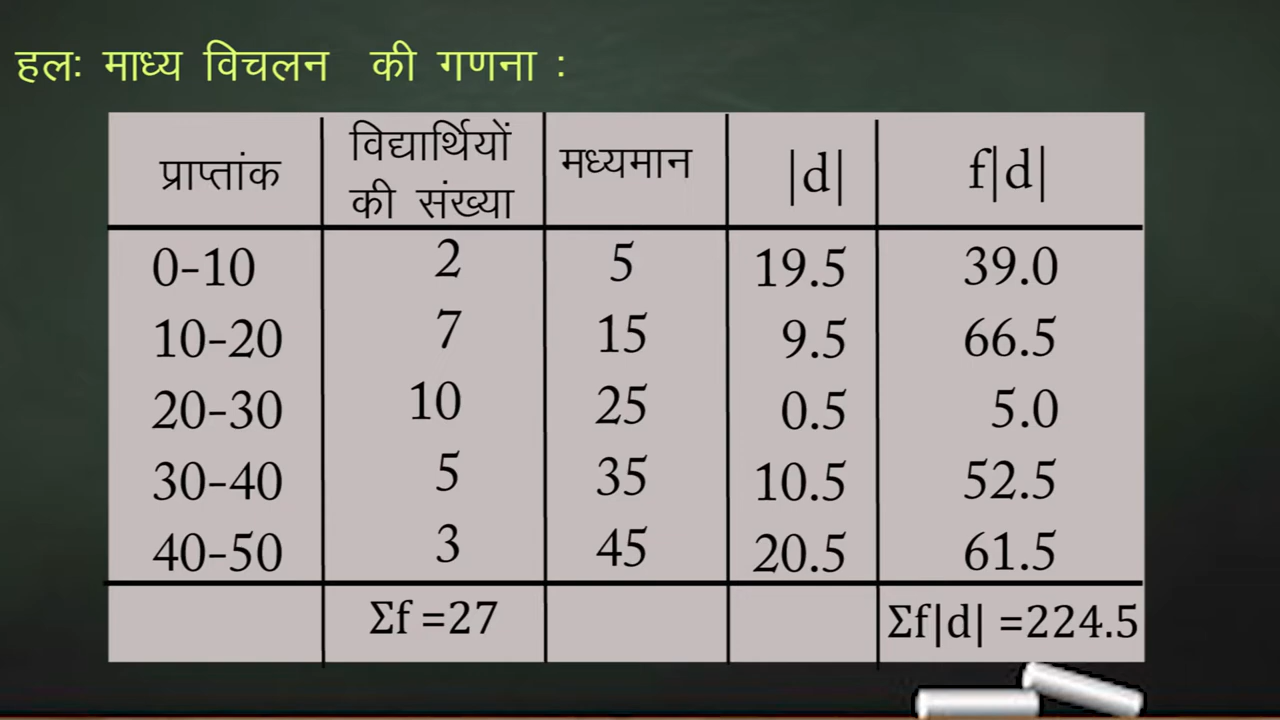 हलः माध्य विचलन की गणना :
प्राप्तांक विद्यार्थियों की संख्या मध्यमान |d| f|d|
0-10 2 5 19.5 39.0
10-20 7 15 9.5 66.5
20-30 10 25 0.5 5.0
30-40 5 35 10.5 52.5
40-50 3 45 20.5 61.5
Σf =27 Σf|d| =224.5